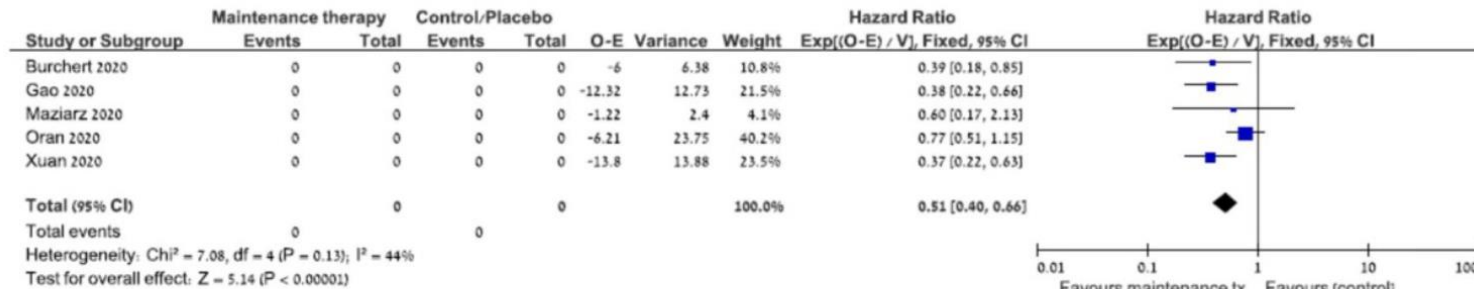 Maintenance therapy Control/Placebo Hazard Ratio Hazard Ratio
Study or Subgroup Events Total Events Total O-E Variance Weight Exp[(O-E) / V], Fixed, 95% CI Exp[(O-E) / V], Fixed, 95% CI
Burchert 2020 0 0 0 0 -6 6.38 10.8% 0.39 [0.18, 0.85]
Gao 2020 0 0 0 0 -12.32 12.73 21.5% 0.38 [0.22, 0.66]
Maziarz 2020 0 0 0 0 -1.22 2.4 4.1% 0.60 [0.17, 2.13]
Oran 2020 0 0 0 0 -6.21 23.75 40.2% 0.77 [0.51, 1.15]
Xuan 2020 0 0 0 0 -13.8 13.88 23.5% 0.37 [0.22, 0.63]
Total (95% CI) 0 0 100.0% 0.51 [0.40, 0.66]
Total events 0 0
Heterogeneity: Chi² = 7.08, df = 4 (P = 0.13); I² = 44%
Test for overall effect: Z = 5.14 (P < 0.00001)
0.01 0.1 1 10 100
Favours maintenance tx Favours [control]